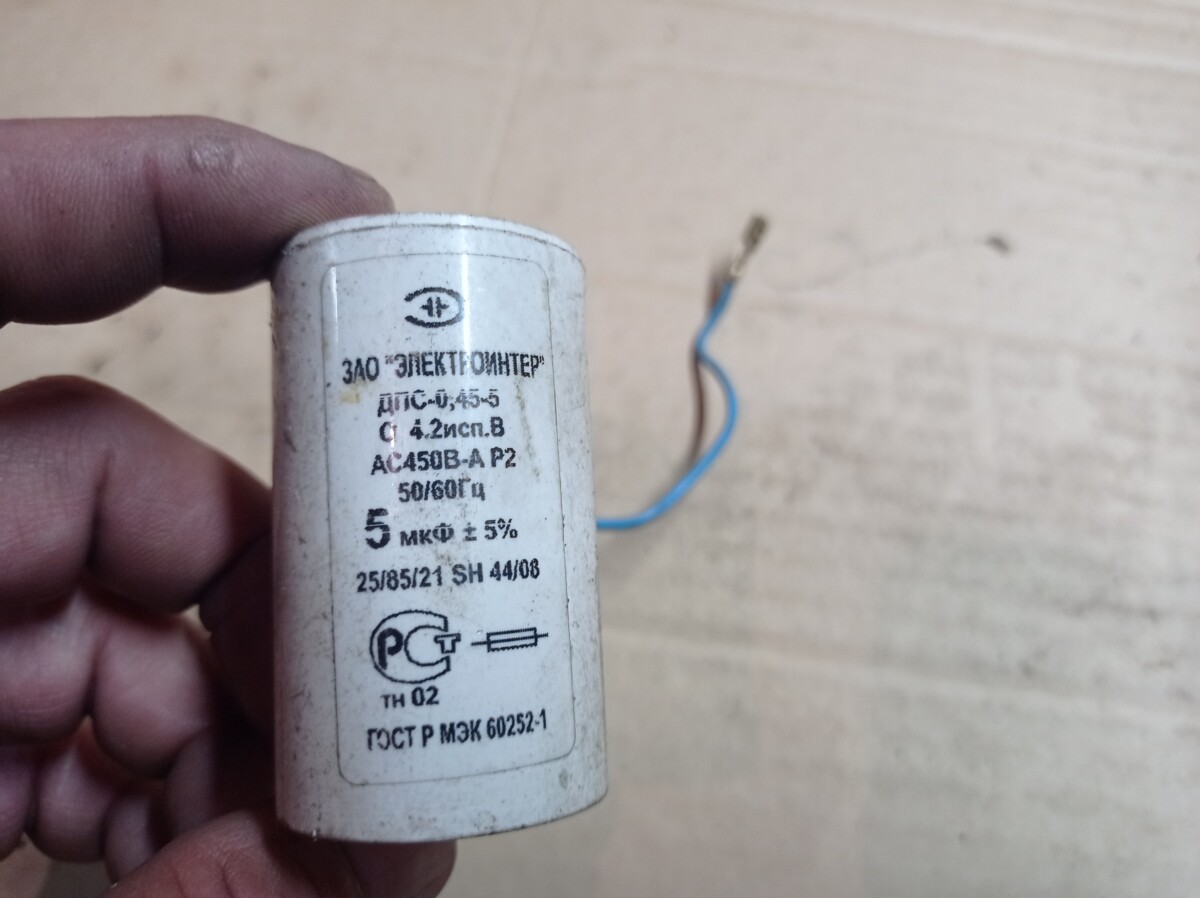 ЗАО "ЭЛЕКТРОИНТЕР"
ДПС-0,45-5
4.2исп.В
АС450В-А Р2
50/60Гц
5 мкФ ± 5%
25/85/21 SH 44/08
РСТ
ТН 02
ГОСТ Р МЭК 60252-1